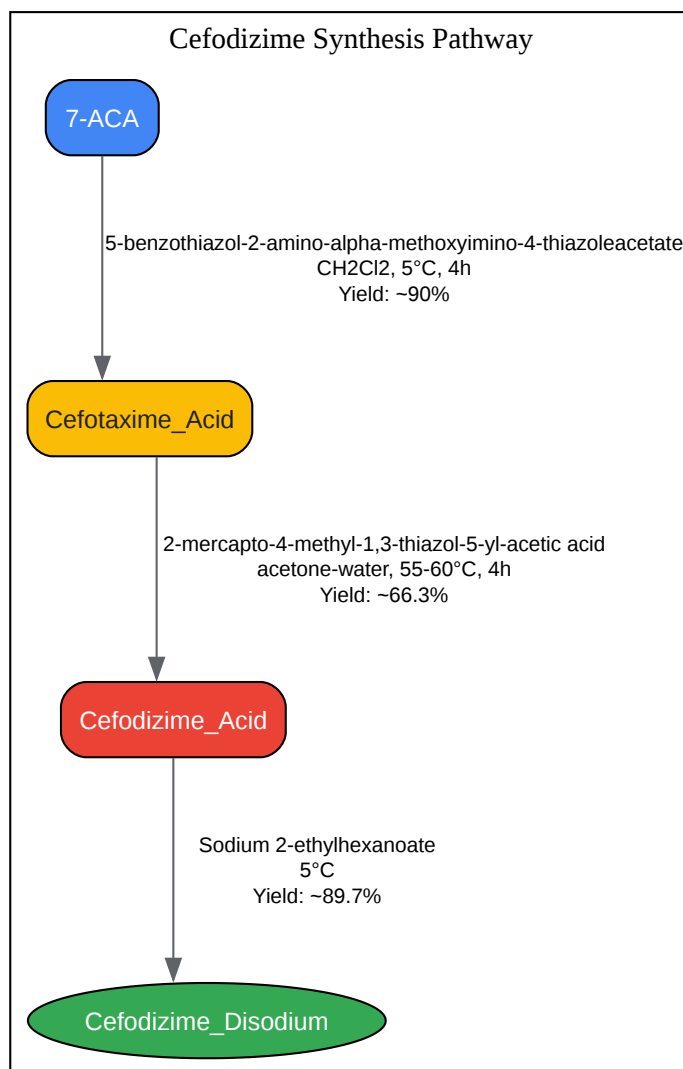 Cefodizime Synthesis Pathway
7-ACA
5-benzothiazol-2-amino-alpha-methoxyimino-4-thiazoleacetate
CH2Cl2, 5°C, 4h
Yield: ~90%
Cefotaxime_Acid
2-mercapto-4-methyl-1,3-thiazol-5-yl-acetic acid
acetone-water, 55-60°C, 4h
Yield: ~66.3%
Cefodizime_Acid
Sodium 2-ethylhexanoate
5°C
Yield: ~89.7%
Cefodizime_Disodium